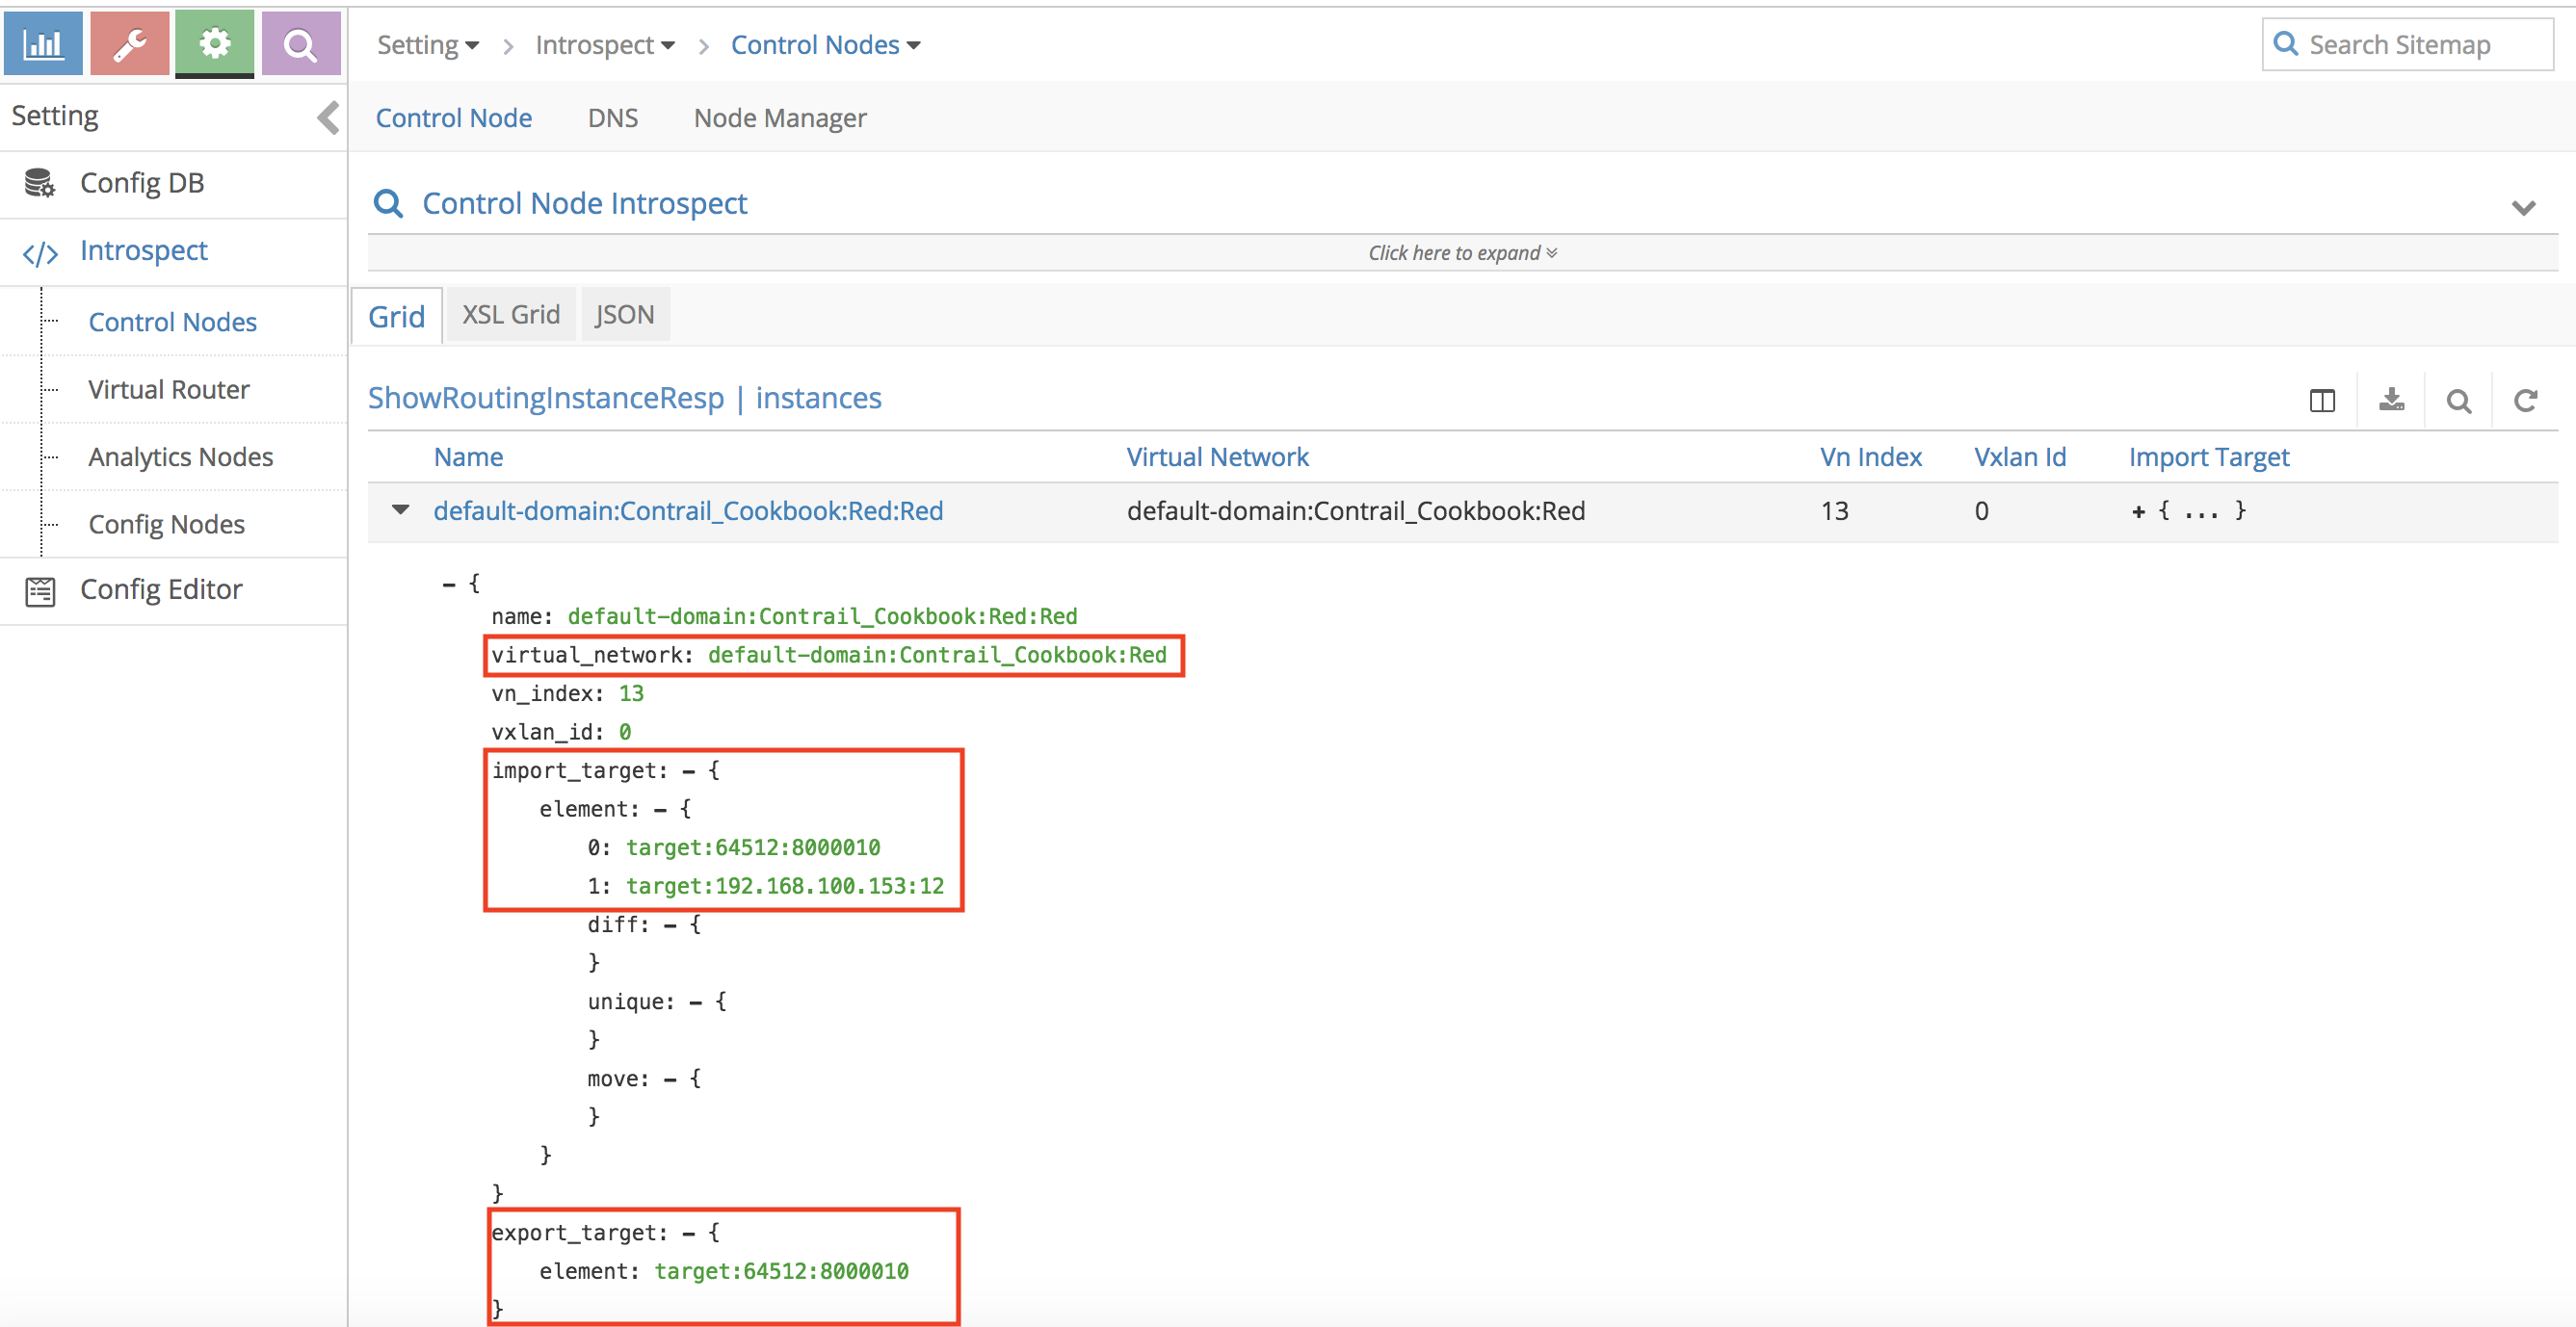 Setting > Introspect > Control Nodes
Search Sitemap
Setting
Control Node DNS Node Manager
Config DB
Control Node Introspect
Introspect
Click here to expand
Control Nodes
Grid XSL Grid JSON
Virtual Router
ShowRoutingInstanceResp | instances
Analytics Nodes
Name Virtual Network Vn Index Vxlan Id Import Target
Config Nodes
default-domain:Contrail_Cookbook:Red:Red default-domain:Contrail_Cookbook:Red 13 0 + { ... }
Config Editor
– {
name: default-domain:Contrail_Cookbook:Red:Red
virtual_network: default-domain:Contrail_Cookbook:Red
vn_index: 13
vxlan_id: 0
import_target: – {
element: – {
0: target:64512:8000010
1: target:192.168.100.153:12
diff: – {
}
unique: – {
}
move: – {
}
}
}
export_target: – {
element: target:64512:8000010
}